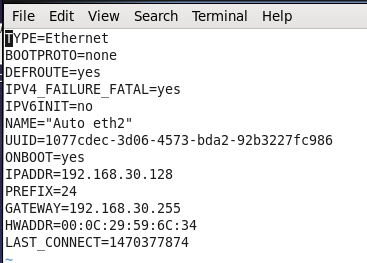 File Edit View Search Terminal Help
TYPE=Ethernet
BOOTPROTO=none
DEFROUTE=yes
IPV4_FAILURE_FATAL=yes
IPV6INIT=no
NAME="Auto eth2"
UUID=1077cdec-3d06-4573-bda2-92b3227fc986
ONBOOT=yes
IPADDR=192.168.30.128
PREFIX=24
GATEWAY=192.168.30.255
HWADDR=00:0C:29:59:6C:34
LAST_CONNECT=1470377874
~